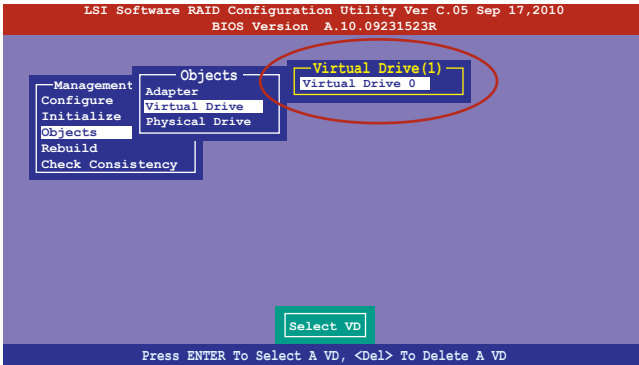 LSI Software RAID Configuration Utility Ver C.05 Sep 17,2010
BIOS Version A.10.09231523R
Management
Configure
Initialize
Objects
Rebuild
Check Consistency
Objects
Adapter
Virtual Drive
Physical Drive
Virtual Drive(1)
Virtual Drive 0
Select VD
Press ENTER To Select A VD, <Del> To Delete A VD